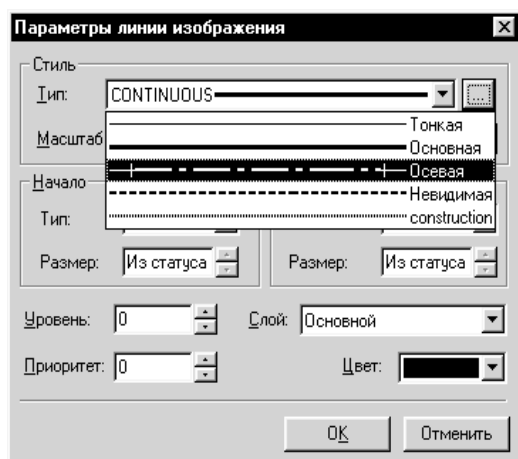 Параметры линии изображения
Стиль
Тип: CONTINUOUS ...
Тонкая
Масштаб
Основная
Осевая
Начало
Невидимая
Тип: construction
Размер: Из статуса Размер: Из статуса
Уровень: 0 Слой: Основной
Приоритет: 0 Цвет:
OK Отменить